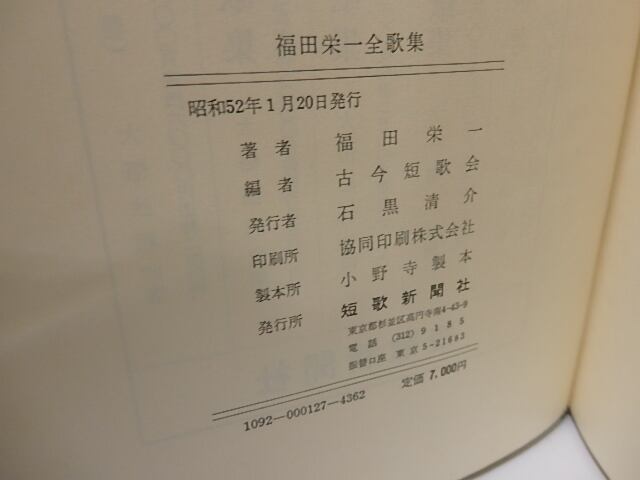 福田栄一全歌集
昭和52年1月20日発行
著者 福田栄一
編者 古今短歌会
発行者 石黒清介
印刷所 協同印刷株式会社
製本所 小野寺製本
発行所 短歌新聞社
東京都杉並区高円寺南4-43-9
電話 (312) 9185
振替口座 東京5-21683
1092-000127-4362 定価 7,000円